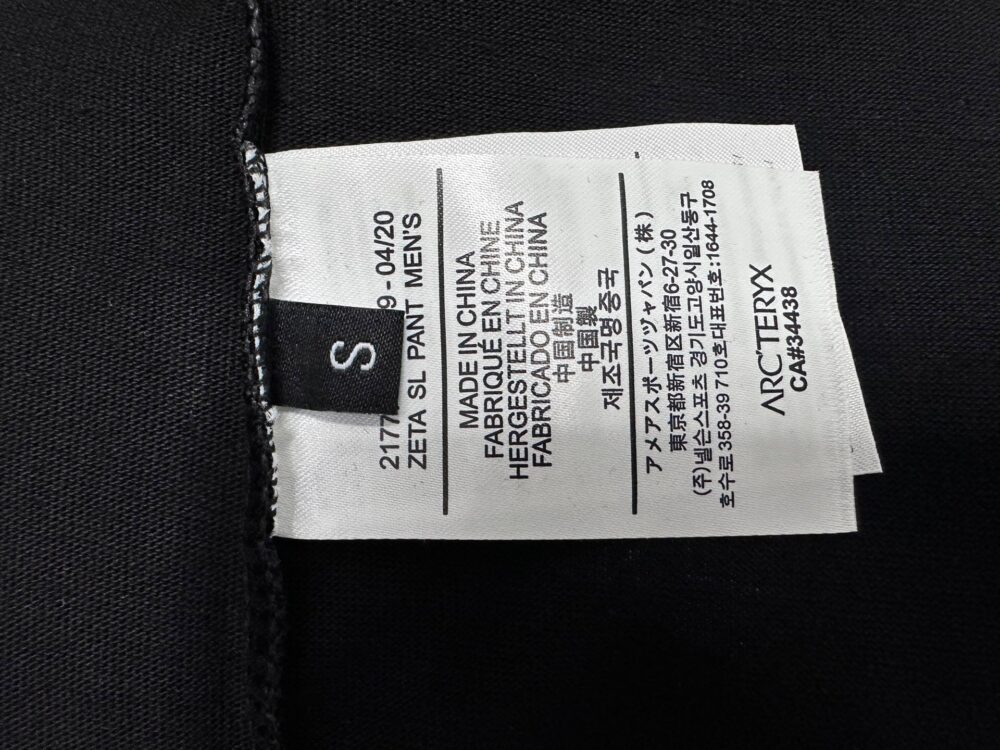 S
2177 9-04/20
ZETA SL PANT MEN'S
MADE IN CHINA
FABRIQUÉ EN CHINE
HERGESTELLT IN CHINA
FABRICADO EN CHINA
中国制造
中国製
제조국명중국
アメアスポーツジャパン (株)
東京都新宿区新宿6-27-30
(주)넬슨스포츠 경기도고양시일산동구
호수로358-39 710호대표번호:1644-1708
ARC'TERYX
CA#34438